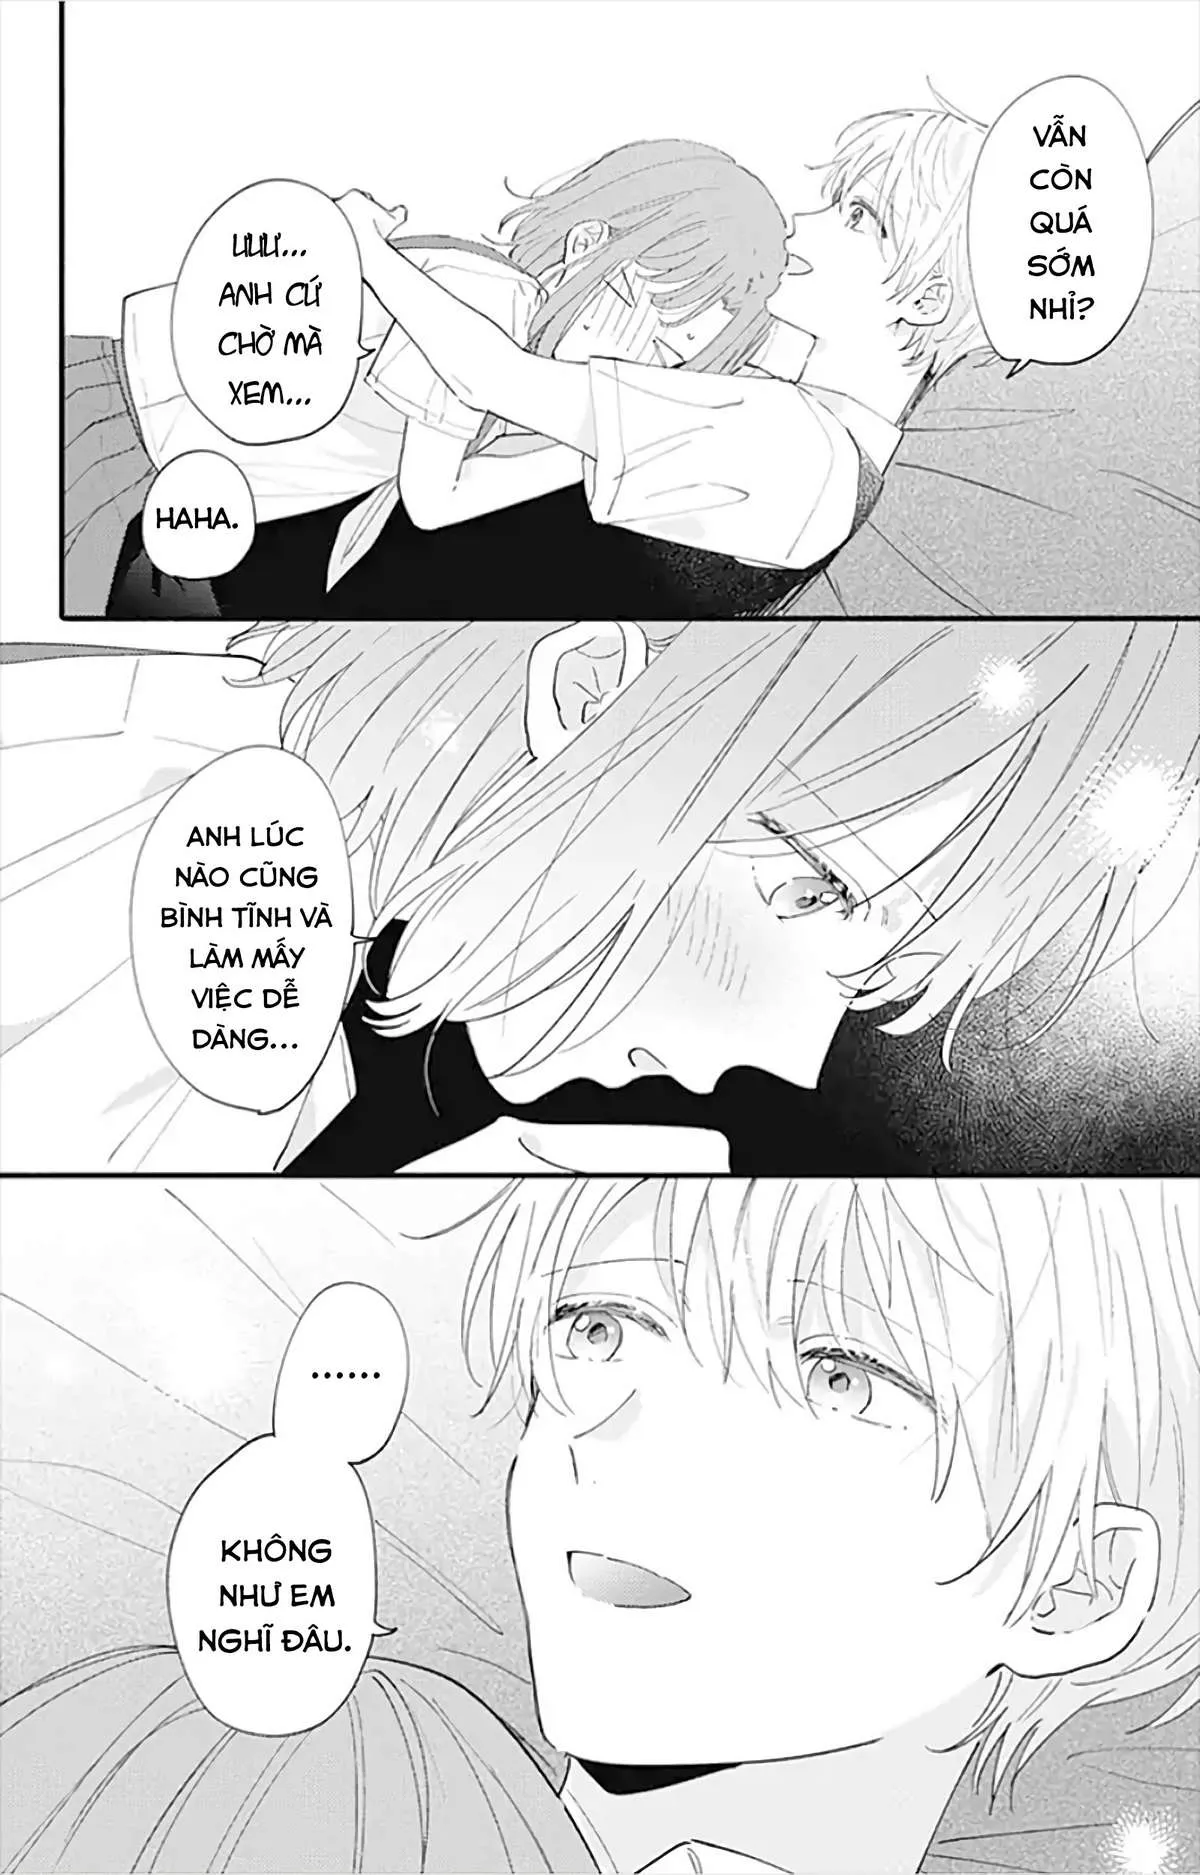 VẪN
CÒN
QUÁ
SỚM
NHỈ?
ƯƯƯ...
ANH CỨ
CHỜ MÀ
XEM...
HAHA.
ANH LÚC
NÀO CŨNG
BÌNH TĨNH VÀ
LÀM MẤY
VIỆC DỄ
DÀNG...
......
KHÔNG
NHƯ EM
NGHĨ ĐÂU.